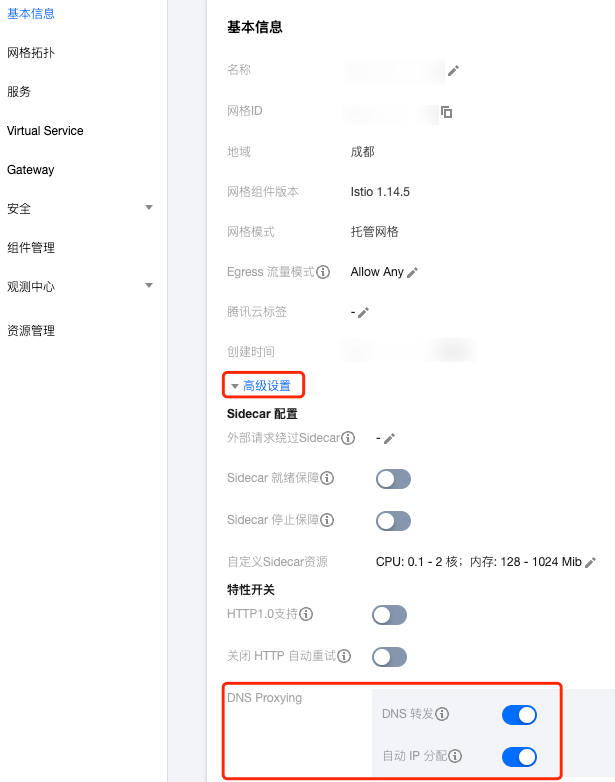 基本信息
网格拓扑
服务
Virtual Service
Gateway
安全
组件管理
观测中心
资源管理
基本信息
名称
网格ID
地域 成都
网格组件版本 Istio 1.14.5
网格模式 托管网格
Egress 流量模式 Allow Any
腾讯云标签 -
创建时间
高级设置
Sidecar 配置
外部请求绕过Sidecar -
Sidecar 就绪保障
Sidecar 停止保障
自定义Sidecar资源 CPU: 0.1 - 2 核；内存: 128 - 1024 Mib
特性开关
HTTP1.0支持
关闭 HTTP 自动重试
DNS Proxying
DNS 转发
自动 IP 分配